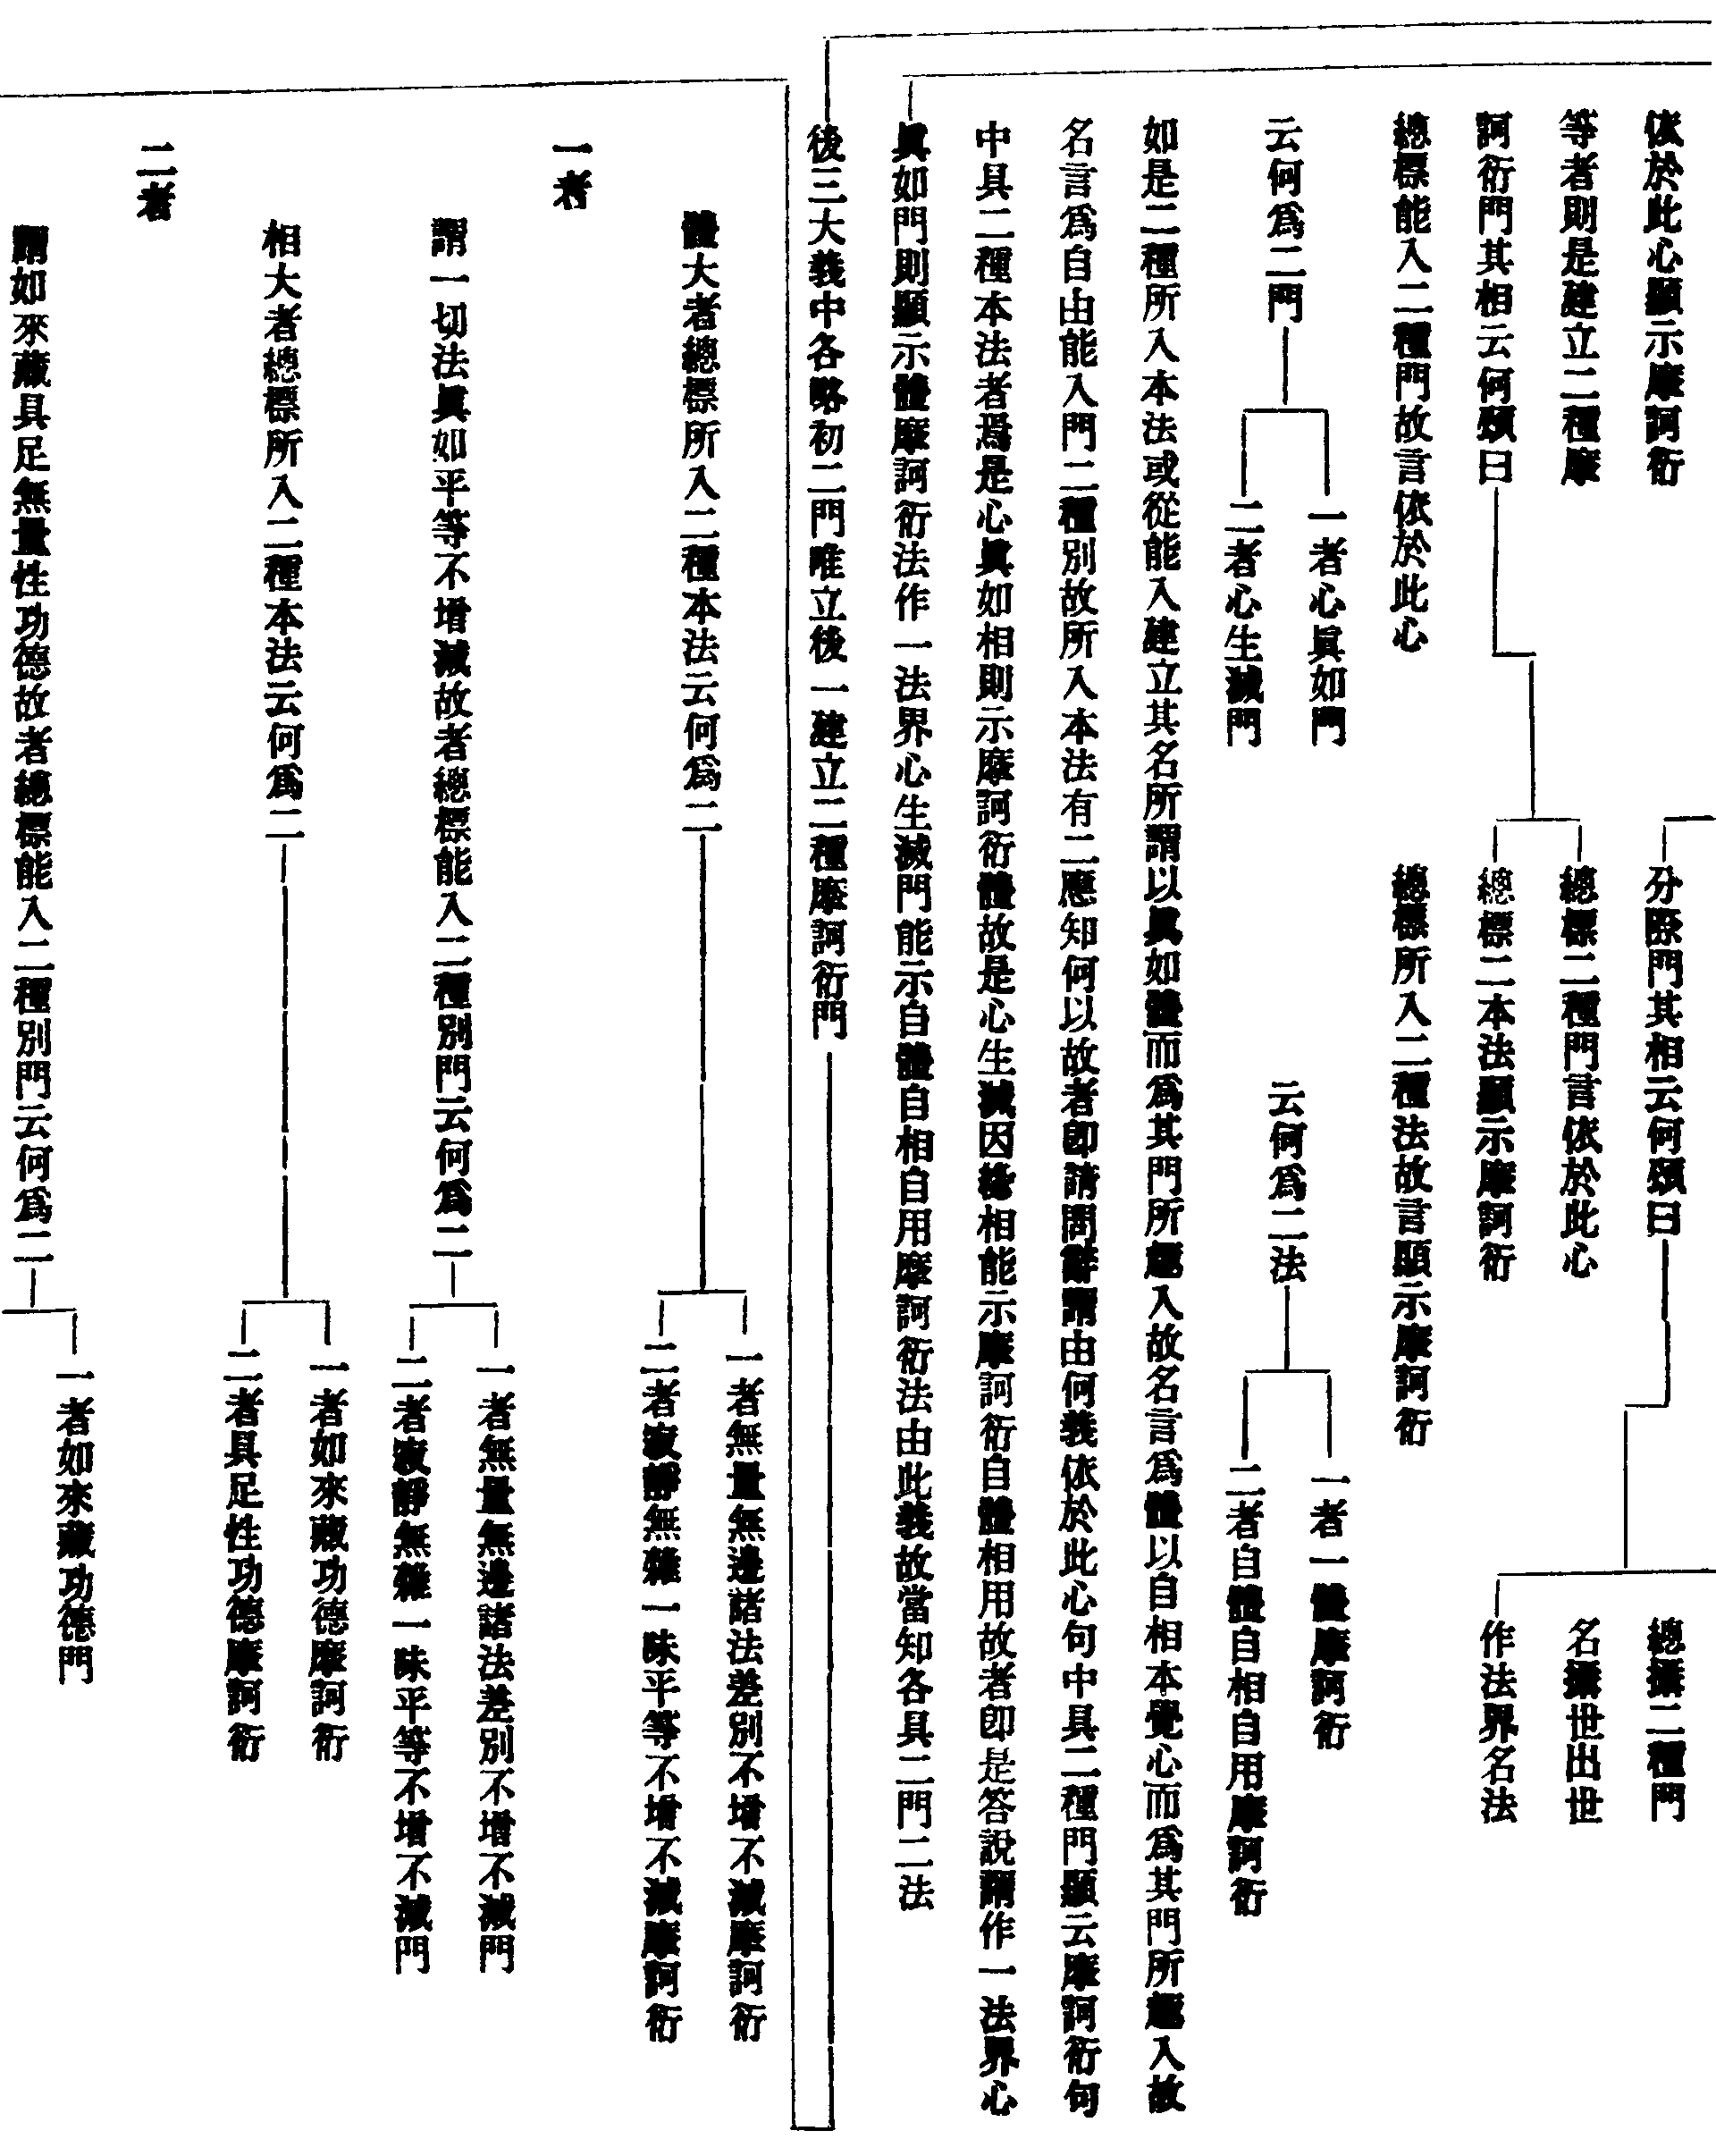 依於此心顯示摩訶衍
分際門其相云何頌曰
總攝二種門
等者則是建立二種摩
總標二種門言依於此心
名攝世出世
訶衍門其相云何頌曰
總標二本法顯示摩訶衍
作法界名法
總標能入二種門故言依於此心
總標所入二種法故言顯示摩訶衍
云何爲二門
一者心眞如門
二者心生滅門
云何爲二法
一者一體摩訶衍
二者自體自相自用摩訶衍
如是二種所入本法或從能入建立其名所謂以眞如體而爲其門所趣入故名言爲體以自相本覺心而爲其門所趣入故
名言爲自由能入門二種別故所入本法有二應知何以故者卽請問辭謂由何義依於此心句中具二種門顯云摩訶衍句
中具二種本法者焉是心眞如相則示摩訶衍體故是心生滅因緣相能示摩訶衍自體相用故者卽是答說謂作一法界心
眞如門則顯示體摩訶衍法作一法界心生滅門能示自體自相自用摩訶衍法由此義故當知各具二門二法
後三大義中各略初二門唯立後一建立二種摩訶衍門
體大者總標所入二種本法云何爲二
一者無量無邊諸法差別不增不減摩訶衍
二者寂靜無雜一味平等不增不減摩訶衍
一者
謂一切法眞如平等不增減故者總標能入二種別門云何爲二
一者無量無邊諸法差別不增不減門
二者寂靜無雜一味平等不增不減門
相大者總標所入二種本法云何爲二
一者如來藏功德摩訶衍
二者具足性功德摩訶衍
二者
謂如來藏具足無量性功德故者總標能入二種別門云何爲二
一者如來藏功德門